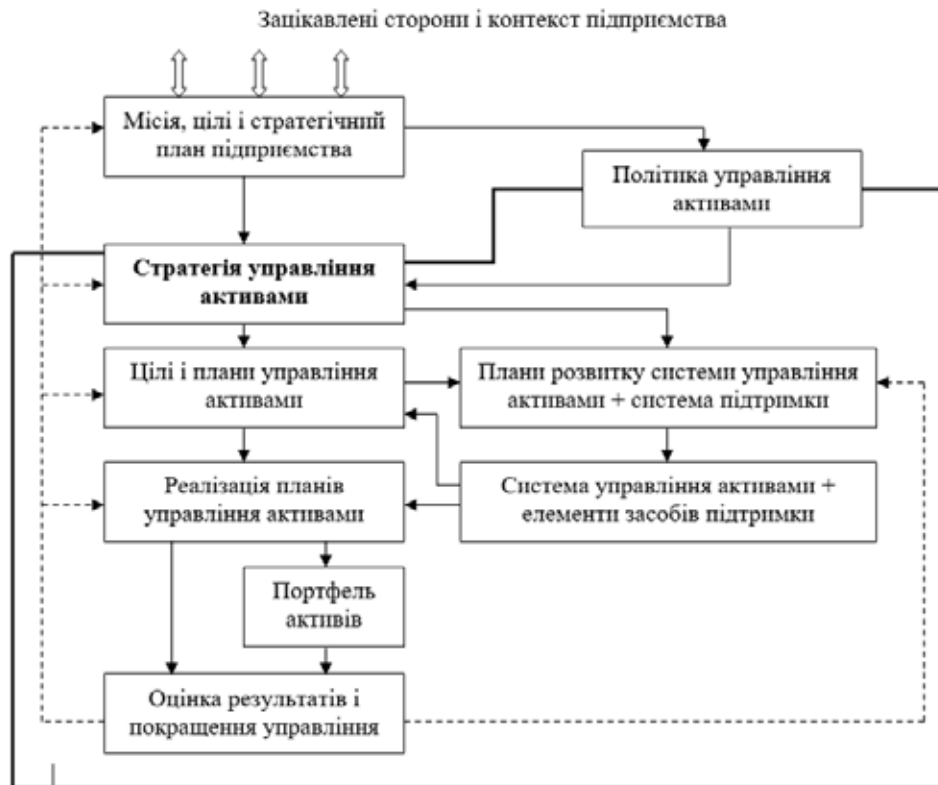 Зацікавлені сторони і контекст підприємства
Місія, цілі і стратегічний
план підприємства
Політика управління
активами
Стратегія управління
активами
Цілі і плани управління
активами
Плани розвитку системи управління
активами + система підтримки
Реалізація планів
управління активами
Система управління активами +
елементи засобів підтримки
Портфель
активів
Оцінка результатів і
покращення управління